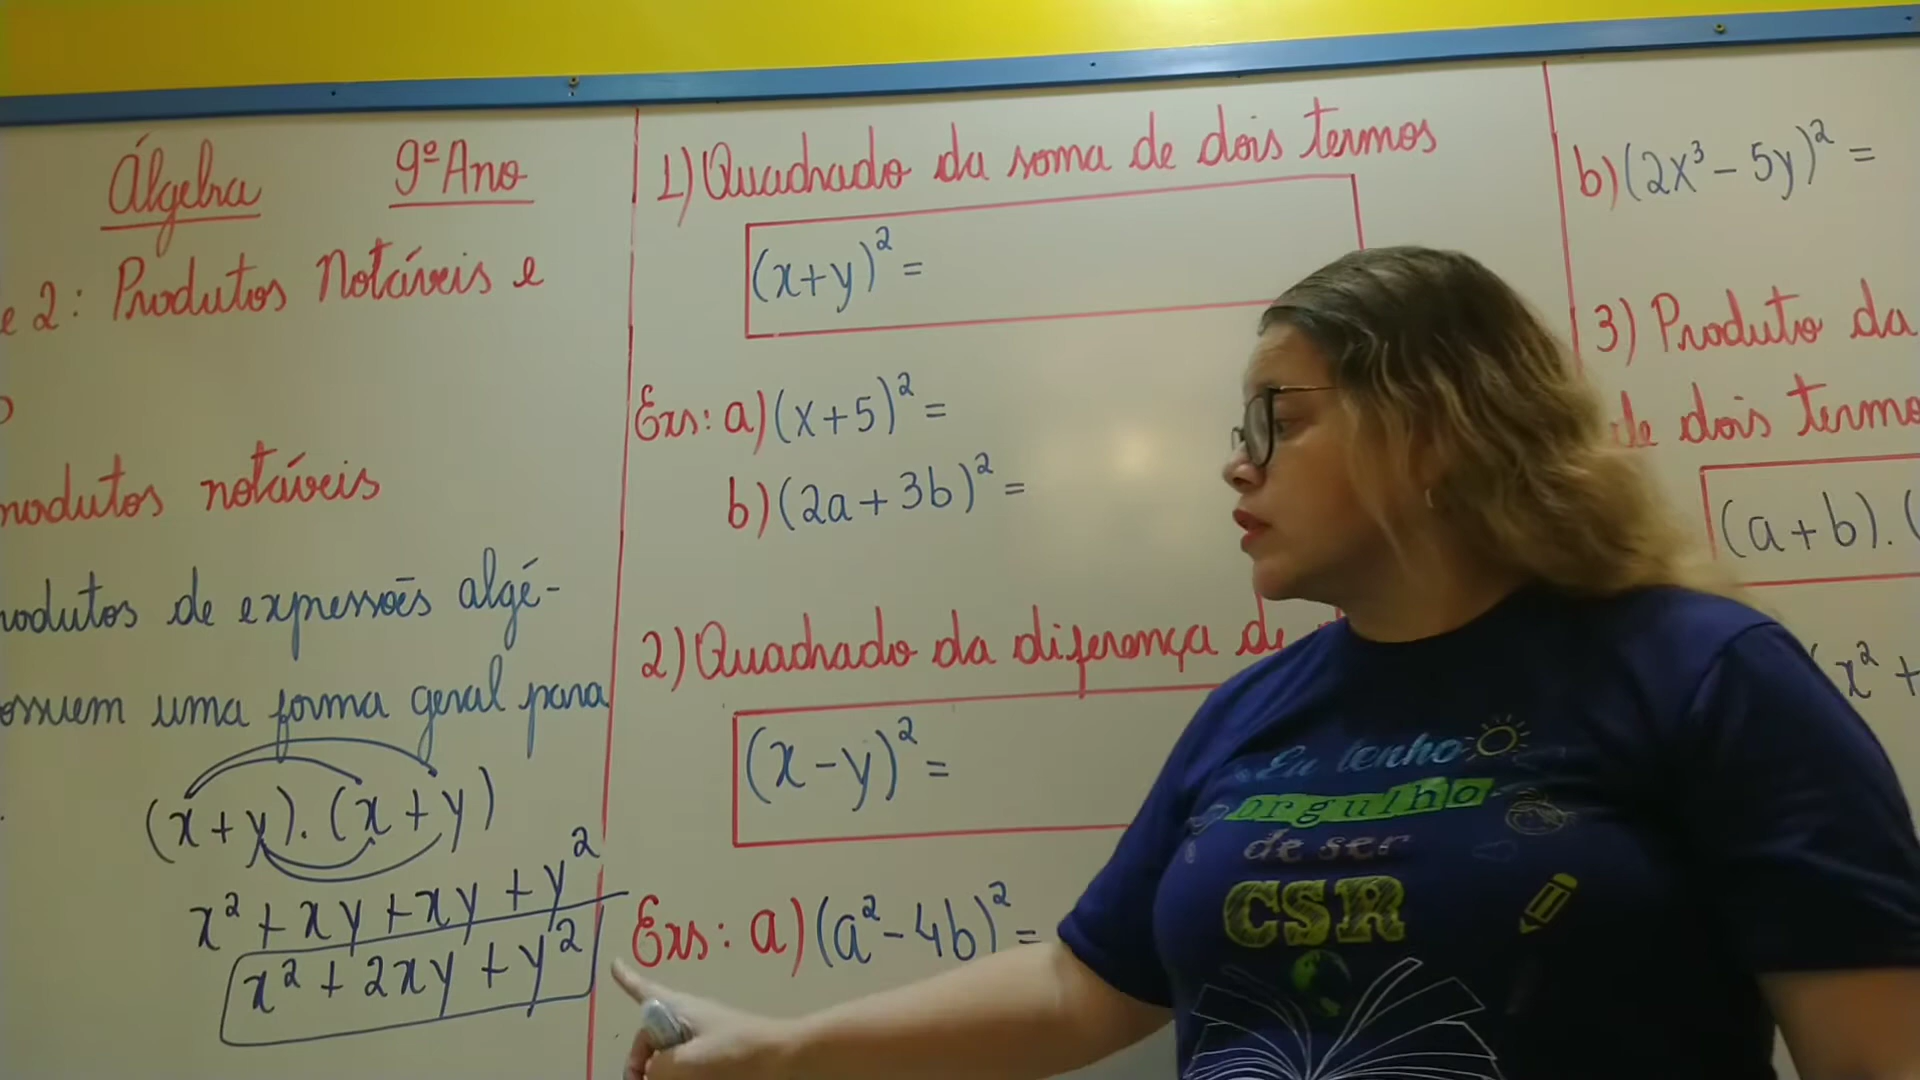 Álgebra 9º Ano
e 2: Produtos Notáveis e
rodutos notáveis
rodutos de expressões algé-
ossuem uma forma geral para
(x+y).(x+y)
x²+xy+xy+y²
x²+2xy+y²
1) Quadrado da soma de dois termos
(x+y)²=
Exs: a) (x+5)²=
b) (2a+3b)²=
2) Quadrado da diferença de
(x-y)²=
Exs: a) (a²-4b)²=
b) (2x³-5y)²=
3) Produto da
de dois termo
(a+b).(
x²+
Eu tenho
orgulho
de ser
CSR